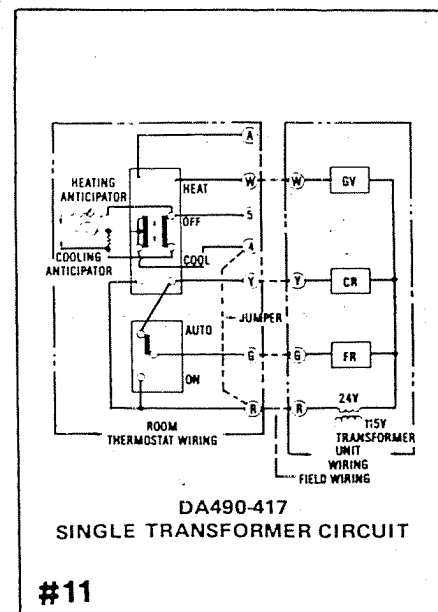 A
HEATING
ANTICIPATOR
HEAT
W
W
GV
OFF
5
COOLING
ANTICIPATOR
COOL
4
Y
Y
CR
JUMPER
AUTO
G
G
FR
ON
R
R
24V
115V
TRANSFORMER
ROOM
THERMOSTAT WIRING
UNIT
WIRING
FIELD WIRING
DA490-417
SINGLE TRANSFORMER CIRCUIT
#11